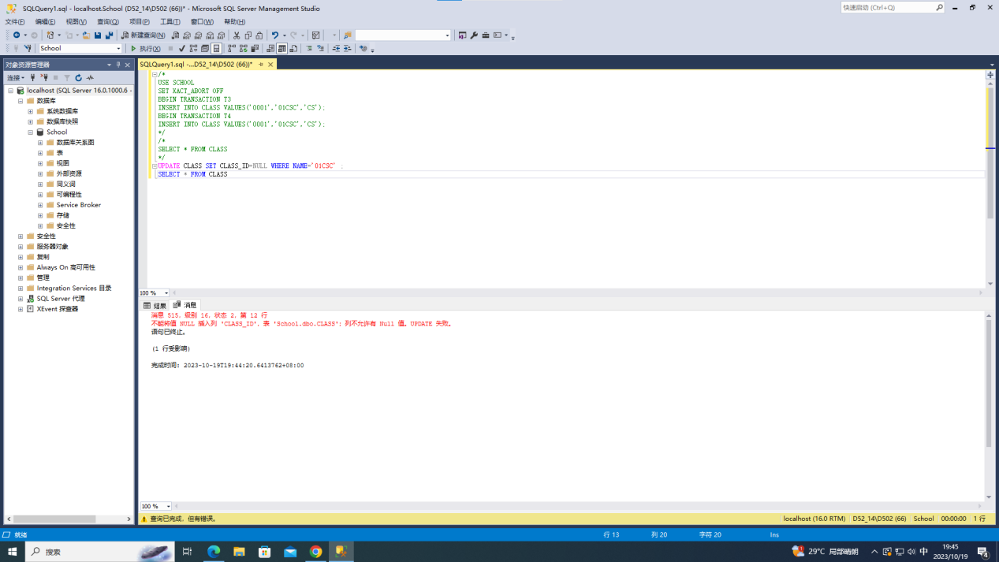 SQLQuery1.sql - localhost.School (D52_14\D502 (66))* - Microsoft SQL Server Management Studio
快速启动 (Ctrl+Q)
文件(F) 编辑(E) 视图(V) 查询(Q) 项目(P) 工具(T) 窗口(W) 帮助(H)
新建查询(N)
School 执行(X)
对象资源管理器
连接
localhost (SQL Server 16.0.1000.6 -
数据库
系统数据库
数据库快照
School
数据库关系图
表
视图
外部资源
同义词
可编程性
Service Broker
存储
安全性
安全性
服务器对象
复制
Always On 高可用性
管理
Integration Services 目录
SQL Server 代理
XEvent 探查器
SQLQuery1.sql -...D52_14\D502 (66))*
/*
USE SCHOOL
SET XACT_ABORT OFF
BEGIN TRANSACTION T3
INSERT INTO CLASS VALUES('0001','01CSC','CS');
BEGIN TRANSACTION T4
INSERT INTO CLASS VALUES('0001','01CSC','CS');
*/
/*
SELECT * FROM CLASS
*/
UPDATE CLASS SET CLASS_ID=NULL WHERE NAME='01CSC' ;
SELECT * FROM CLASS
100 %
结果 消息
消息 515，级别 16，状态 2，第 12 行
不能将值 NULL 插入列 'CLASS_ID'，表 'School.dbo.CLASS'；列不允许有 Null 值。UPDATE 失败。
语句已终止。
(1 行受影响)
完成时间: 2023-10-19T19:44:20.6413762+08:00
100 %
查询已完成，但有错误。 localhost (16.0 RTM) D52_14\D502 (66) School 00:00:00 1 行
就绪 行 13 列 20 字符 20 Ins
搜索 29°C 局部晴朗 中 19:45
2023/10/19 4